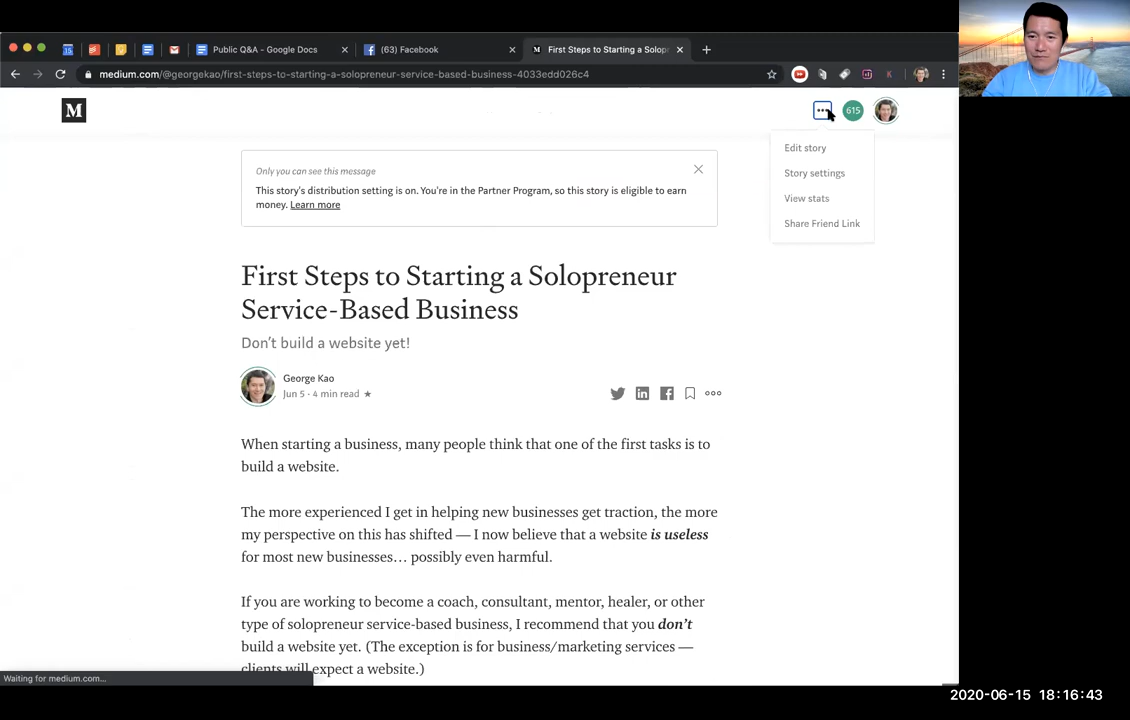 Public Q&A - Google Docs
(63) Facebook
First Steps to Starting a Solop
medium.com/@georgekao/first-steps-to-starting-a-solopreneur-service-based-business-4033edd026c4
M
615
Edit story
Story settings
View stats
Share Friend Link
Only you can see this message
This story's distribution setting is on. You're in the Partner Program, so this story is eligible to earn
money. Learn more
First Steps to Starting a Solopreneur
Service-Based Business
Don't build a website yet!
George Kao
Jun 5 · 4 min read ★
When starting a business, many people think that one of the first tasks is to
build a website.
The more experienced I get in helping new businesses get traction, the more
my perspective on this has shifted — I now believe that a website is useless
for most new businesses… possibly even harmful.
If you are working to become a coach, consultant, mentor, healer, or other
type of solopreneur service-based business, I recommend that you don't
build a website yet. (The exception is for business/marketing services —
clients will expect a website.)
Waiting for medium.com...
2020-06-15 18:16:43